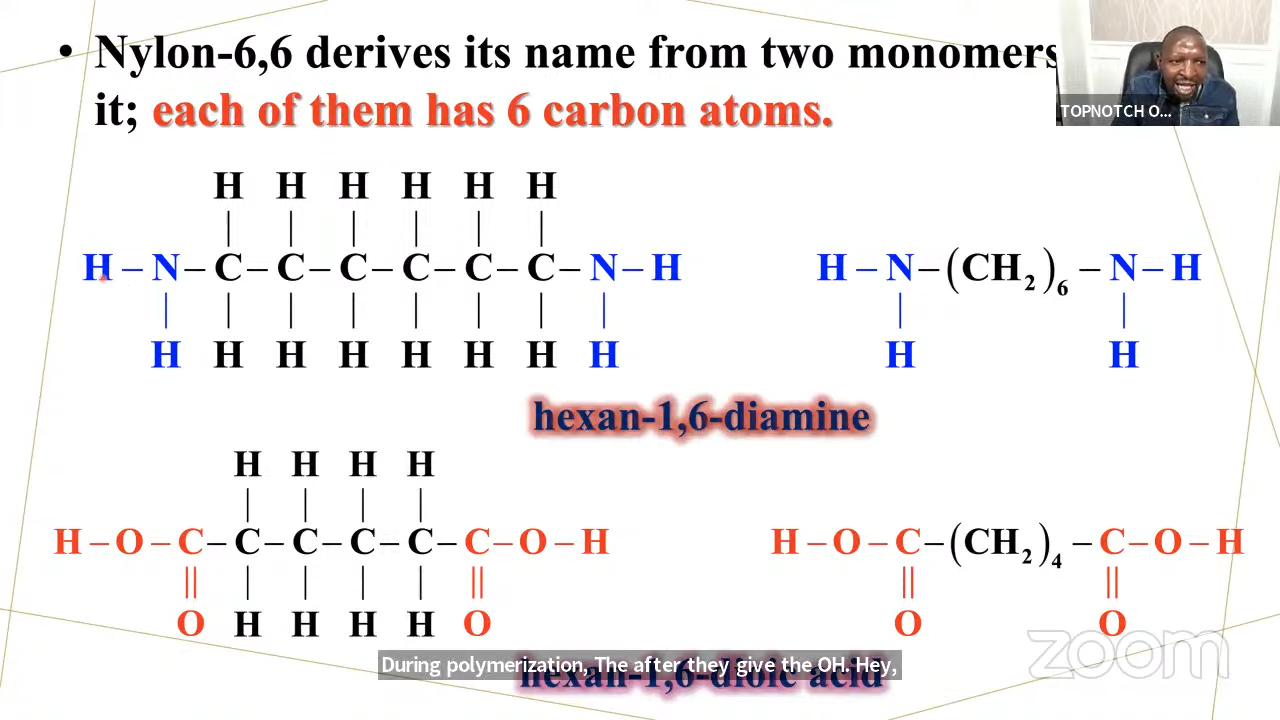 • Nylon-6,6 derives its name from two monomers
it; each of them has 6 carbon atoms.
TOPNOTCH O...
H H H H H H
H – N – C – C – C – C – C – C – N – H
H H H H H H H H
H – N – (CH2)6 – N – H
H H
hexan-1,6-diamine
H H H H
H – O – C – C – C – C – C – C – O – H
O H H H H O
H – O – C – (CH2)4 – C – O – H
O O
zoom
During polymerization, The after they give the OH. Hey,
hexan-1,6-dioic acid